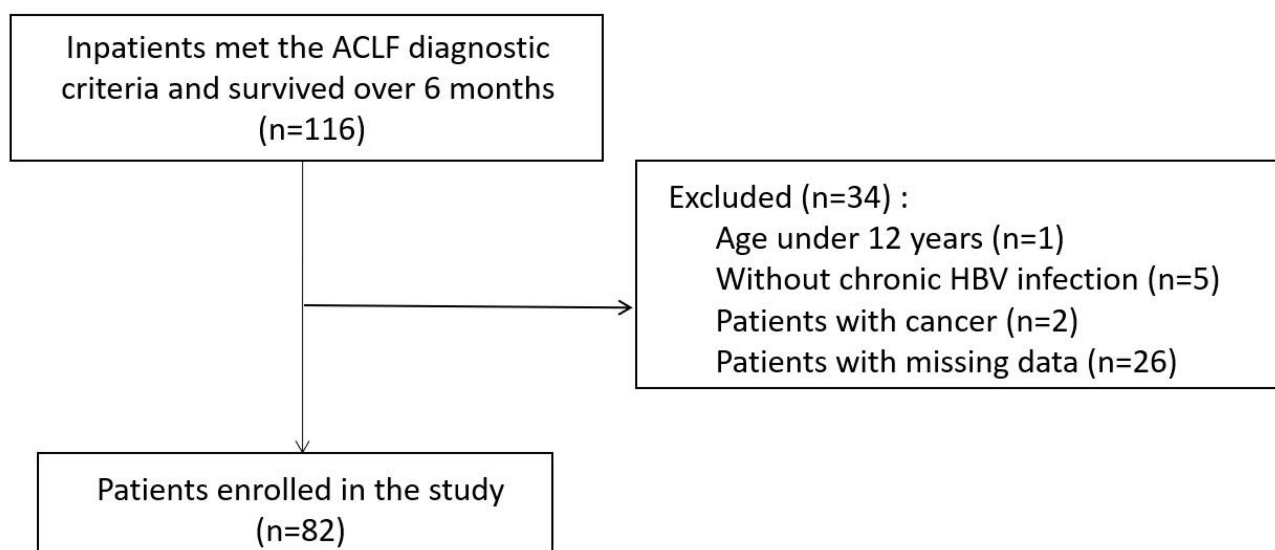 Inpatients met the ACLF diagnostic
criteria and survived over 6 months
(n=116)
Excluded (n=34) :
Age under 12 years (n=1)
Without chronic HBV infection (n=5)
Patients with cancer (n=2)
Patients with missing data (n=26)
Patients enrolled in the study
(n=82)